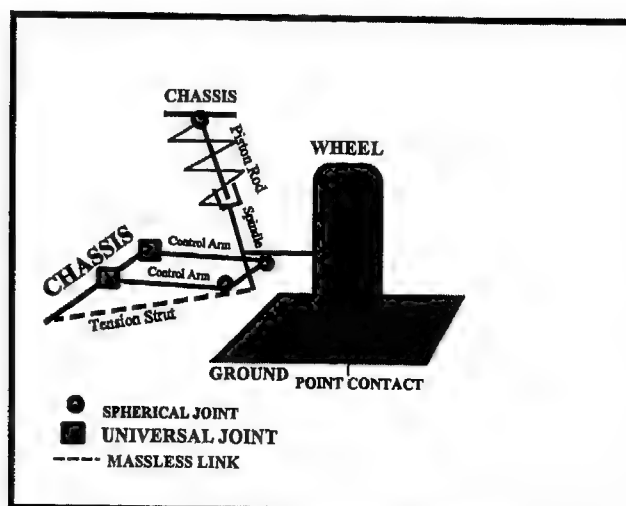 CHASSIS
Piston Rod
WHEEL
Spindle
CHASSIS
Control Arm
Control Arm
Tension Strut
GROUND
POINT CONTACT
SPHERICAL JOINT
UNIVERSAL JOINT
MASSLESS LINK